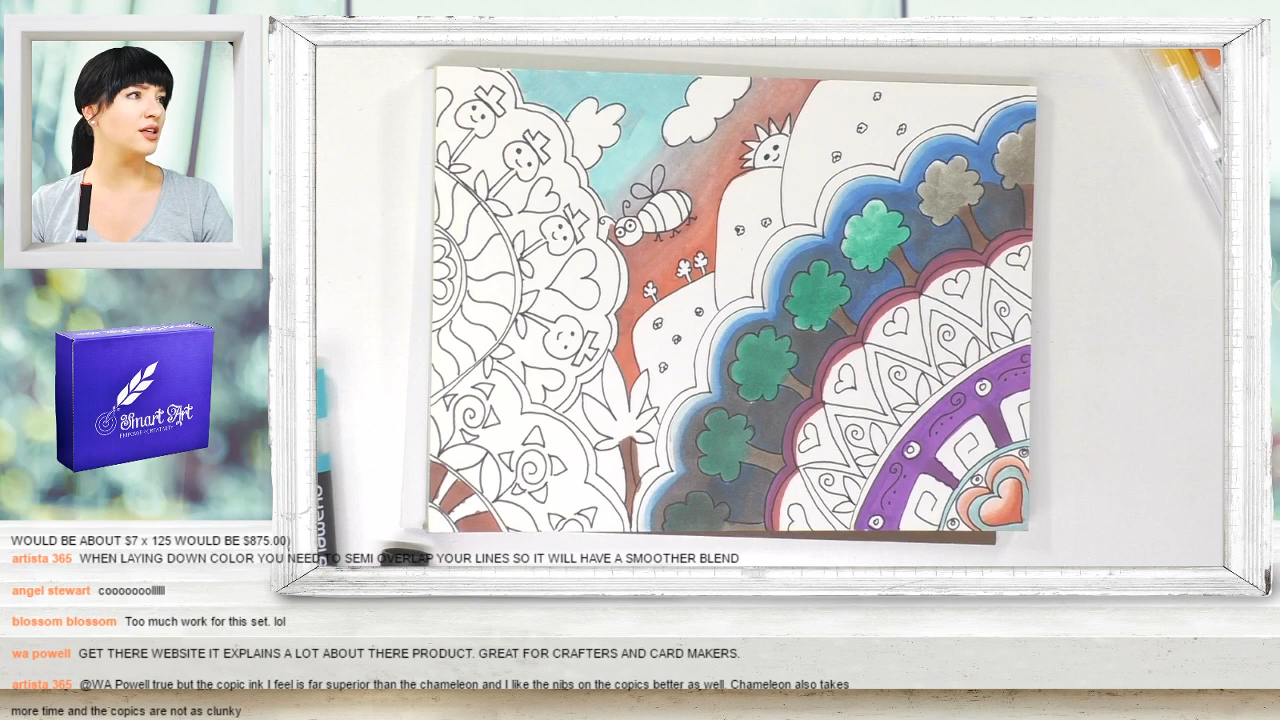 Smart Art
WOULD BE ABOUT $7 x 125 WOULD BE $875.00)
artista 365 WHEN LAYING DOWN COLOR YOU NEED TO SEMI OVERLAP YOUR LINES SO IT WILL HAVE A SMOOTHER BLEND
angel stewart cooooooollllll
blossom blossom Too much work for this set. lol
wa powell GET THERE WEBSITE IT EXPLAINS A LOT ABOUT THERE PRODUCT. GREAT FOR CRAFTERS AND CARD MAKERS.
artista 365 @WA Powell true but the copic ink I feel is far superior than the chameleon and I like the nibs on the copics better as well. Chameleon also takes
more time and the copics are not as clunky